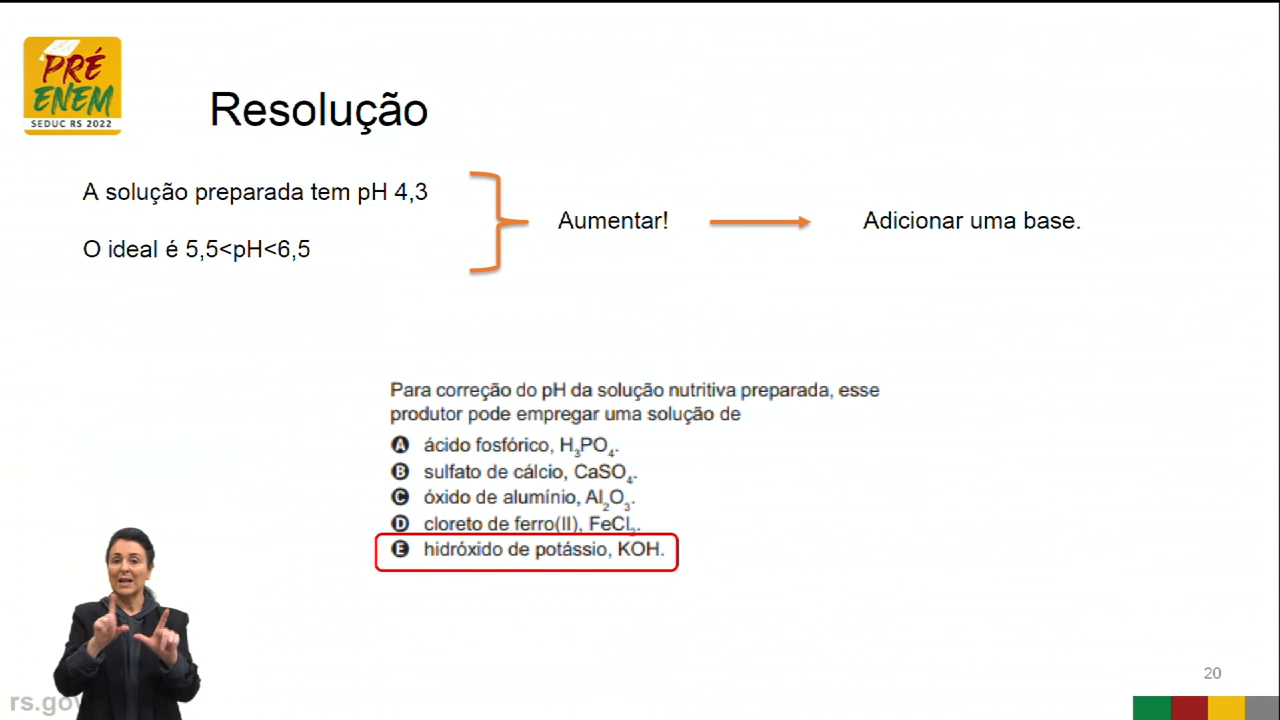 PRÉ
ENEM
SEDUC RS 2022
Resolução
A solução preparada tem pH 4,3
O ideal é 5,5<pH<6,5
Aumentar!
Adicionar uma base.
Para correção do pH da solução nutritiva preparada, esse
produtor pode empregar uma solução de
A ácido fosfórico, H₃PO₄.
B sulfato de cálcio, CaSO₄.
C óxido de alumínio, Al₂O₃.
D cloreto de ferro(II), FeCl₂.
E hidróxido de potássio, KOH.
20
rs.gov